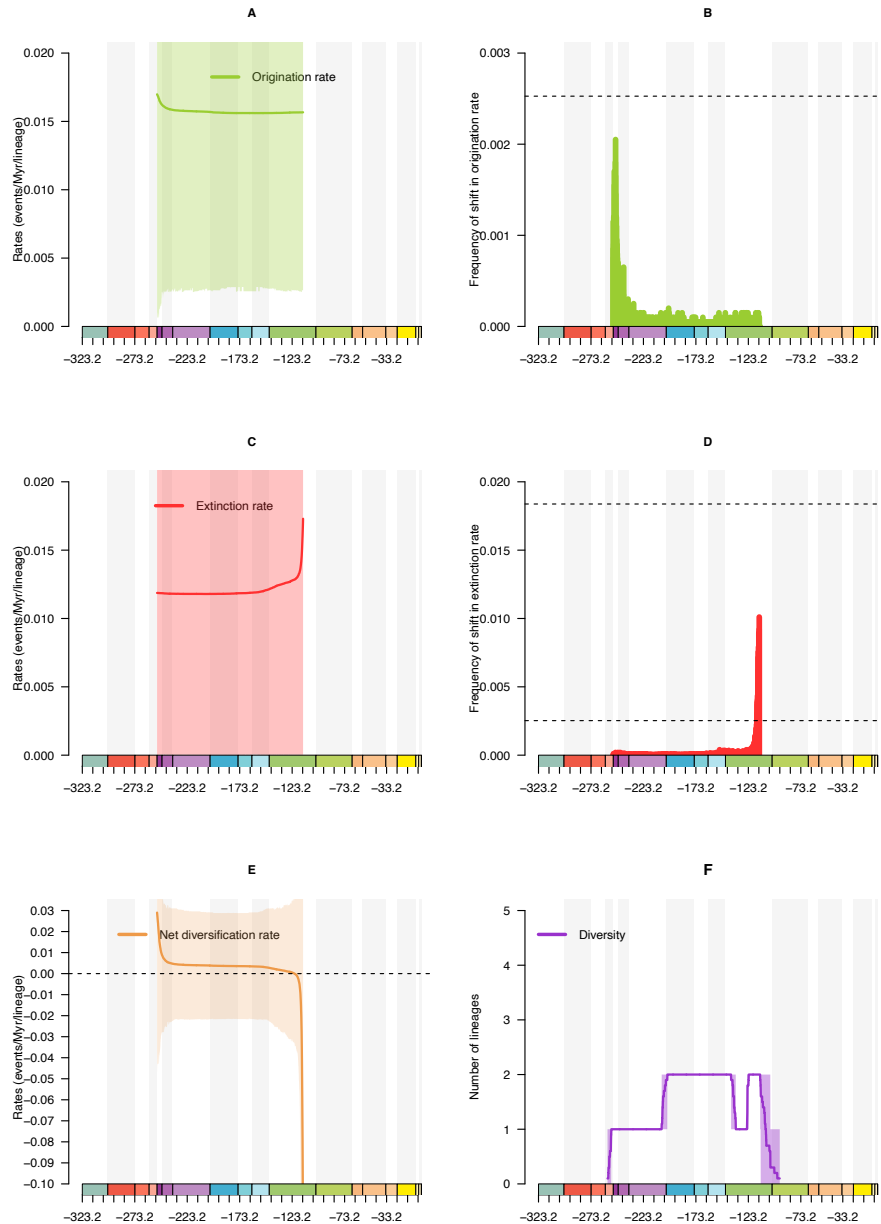 A
Rates (events/Myr/lineage)
0.020
0.015
0.010
0.005
0.000
Origination rate
−323.2 −273.2 −223.2 −173.2 −123.2 −73.2 −33.2
B
Frequency of shift in origination rate
0.003
0.002
0.001
0.000
−323.2 −273.2 −223.2 −173.2 −123.2 −73.2 −33.2
C
Rates (events/Myr/lineage)
0.020
0.015
0.010
0.005
0.000
Extinction rate
−323.2 −273.2 −223.2 −173.2 −123.2 −73.2 −33.2
D
Frequency of shift in extinction rate
0.020
0.015
0.010
0.005
0.000
−323.2 −273.2 −223.2 −173.2 −123.2 −73.2 −33.2
E
Rates (events/Myr/lineage)
0.03
0.02
0.01
0.00
−0.01
−0.02
−0.03
−0.04
−0.05
−0.06
−0.07
−0.08
−0.09
−0.10
Net diversification rate
−323.2 −273.2 −223.2 −173.2 −123.2 −73.2 −33.2
F
Number of lineages
5
4
3
2
1
0
Diversity
−323.2 −273.2 −223.2 −173.2 −123.2 −73.2 −33.2